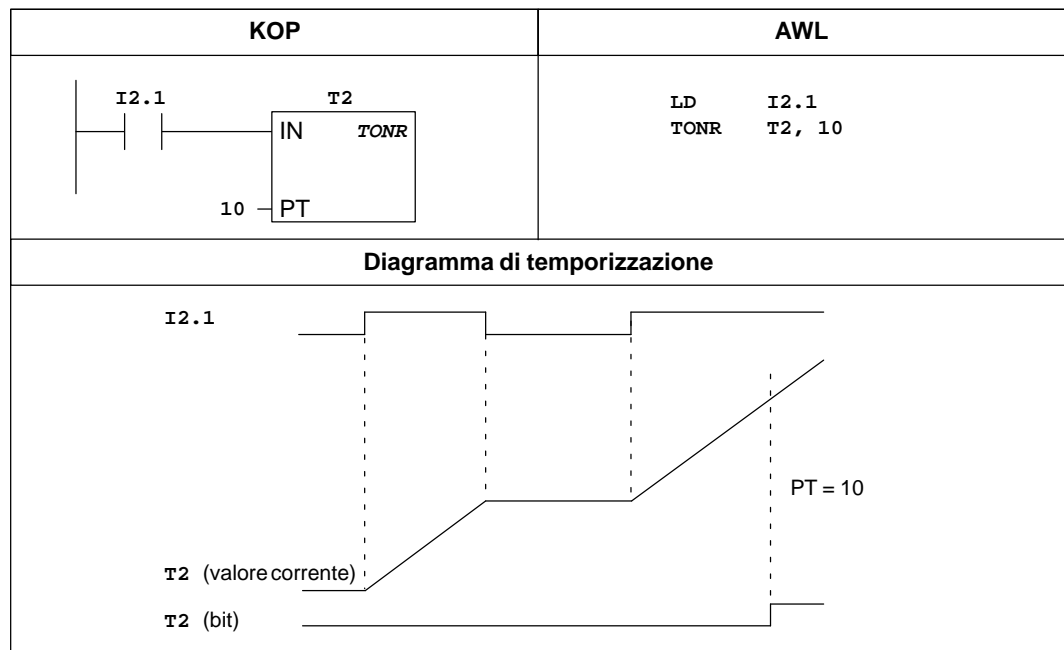 KOP
AWL
I2.1
T2
IN TONR
10 PT
LD I2.1
TONR T2, 10
Diagramma di temporizzazione
I2.1
PT = 10
T2 (valore corrente)
T2 (bit)